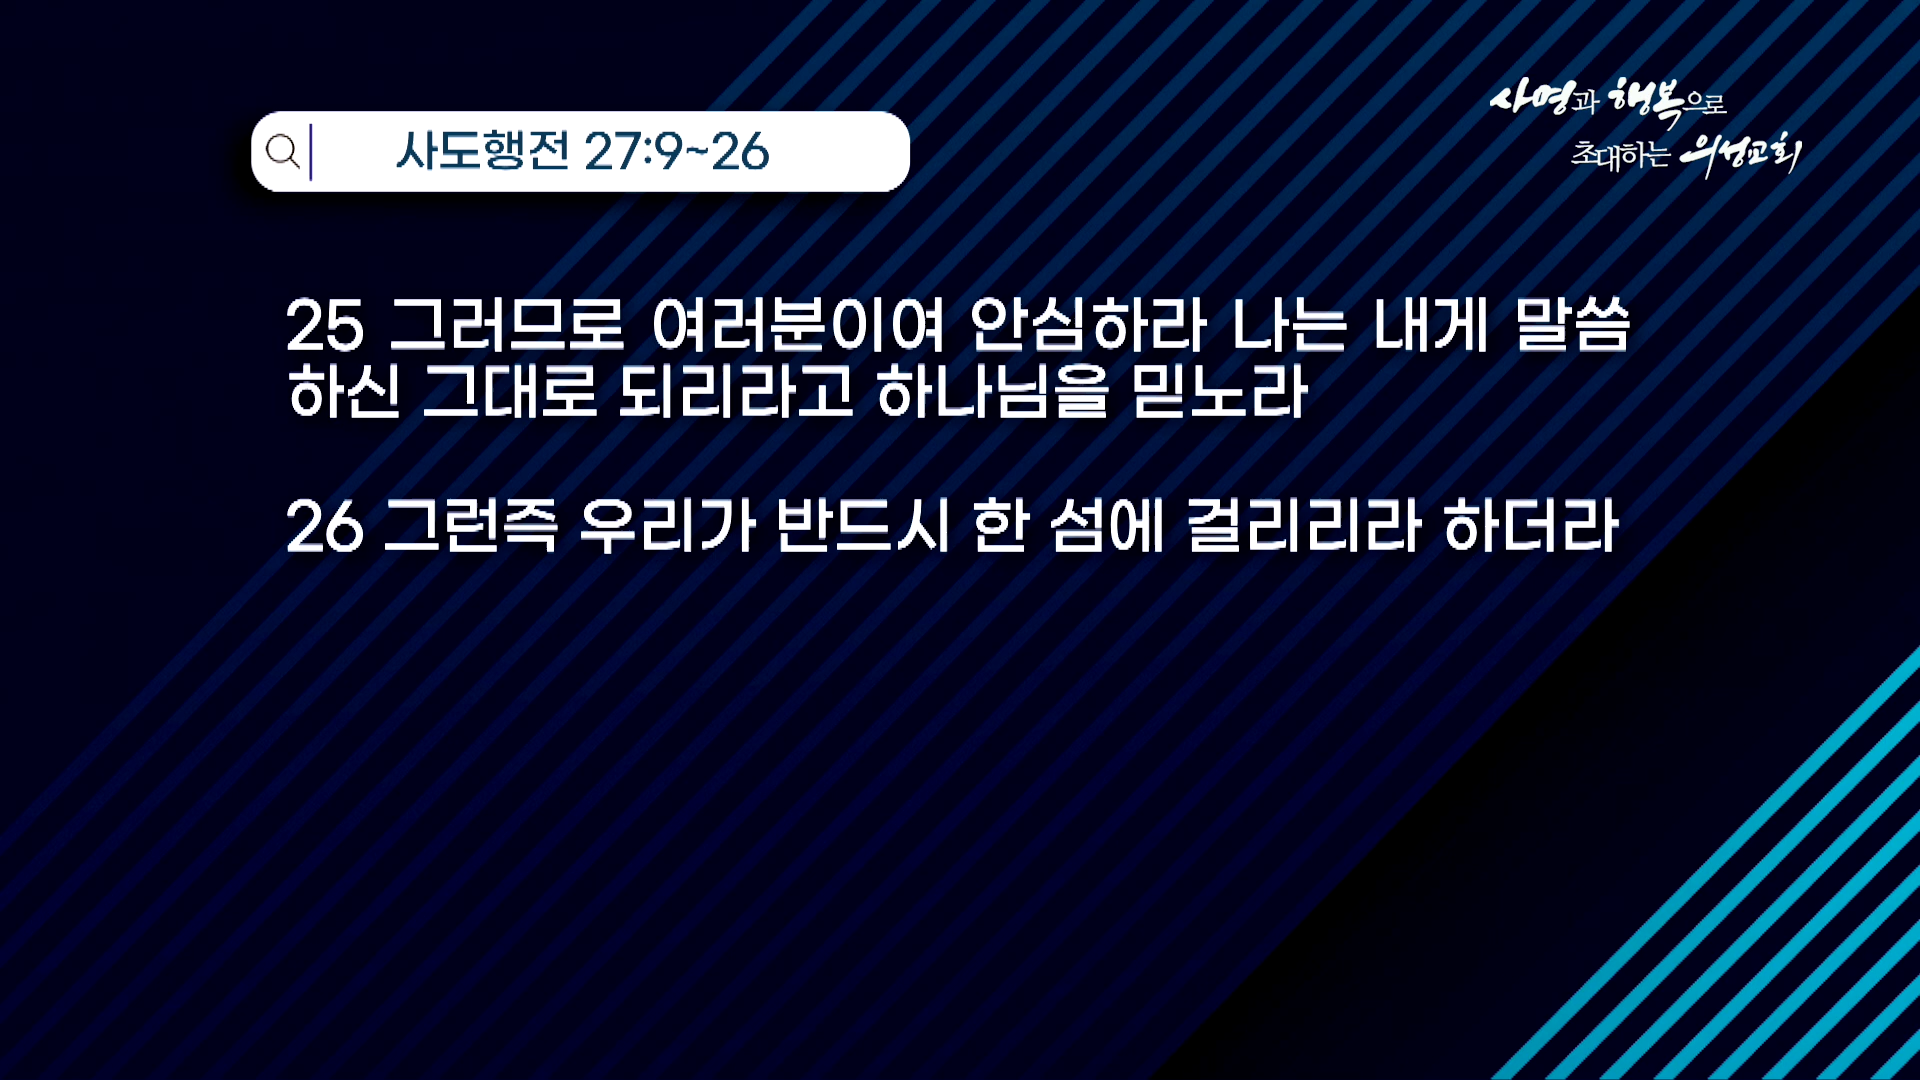 사명과 행복으로
초대하는 위성교회
사도행전 27:9~26
25 그러므로 여러분이여 안심하라 나는 내게 말씀
하신 그대로 되리라고 하나님을 믿노라
26 그런즉 우리가 반드시 한 섬에 걸리리라 하더라